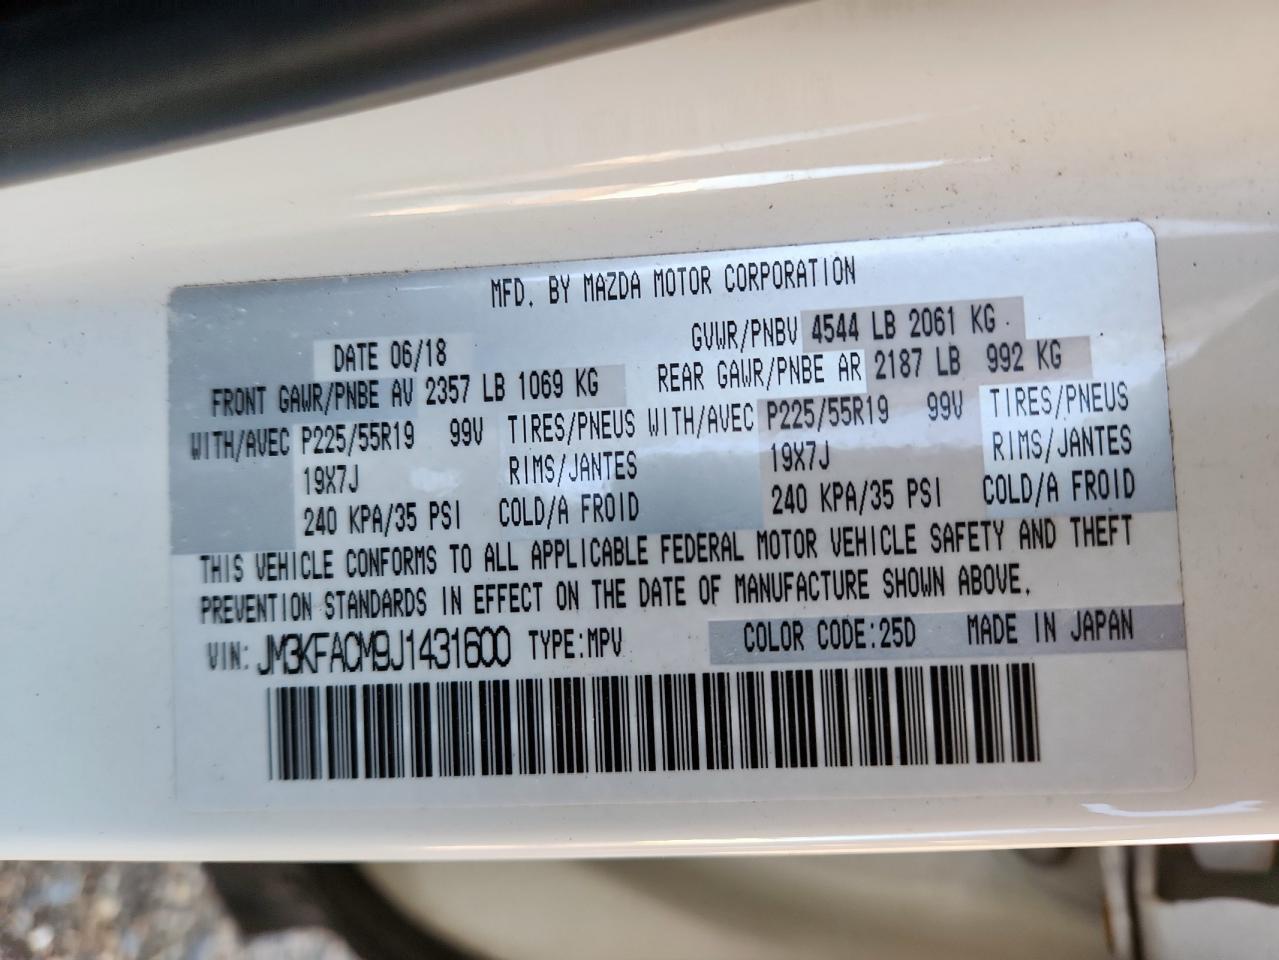 MFD. BY MAZDA MOTOR CORPORATION
DATE 06/18 GVWR/PNBV 4544 LB 2061 KG
FRONT GAWR/PNBE AV 2357 LB 1069 KG REAR GAWR/PNBE AR 2187 LB 992 KG
WITH/AVEC P225/55R19 99V TIRES/PNEUS WITH/AVEC P225/55R19 99V TIRES/PNEUS
19X7J RIMS/JANTES 19X7J RIMS/JANTES
240 KPA/35 PSI COLD/A FROID 240 KPA/35 PSI COLD/A FROID
THIS VEHICLE CONFORMS TO ALL APPLICABLE FEDERAL MOTOR VEHICLE SAFETY AND THEFT
PREVENTION STANDARDS IN EFFECT ON THE DATE OF MANUFACTURE SHOWN ABOVE.
VIN: JM3KFACM9J1431600 TYPE:MPV COLOR CODE:25D MADE IN JAPAN